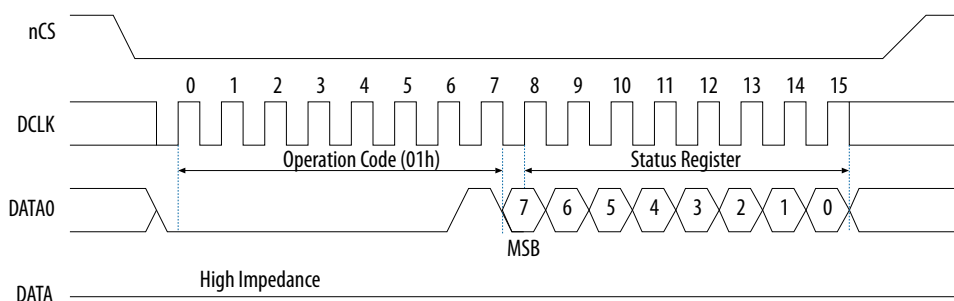 nCS
0 1 2 3 4 5 6 7 8 9 10 11 12 13 14 15
DCLK
Operation Code (01h) Status Register
DATA0 7 6 5 4 3 2 1 0
MSB
High Impedance
DATA